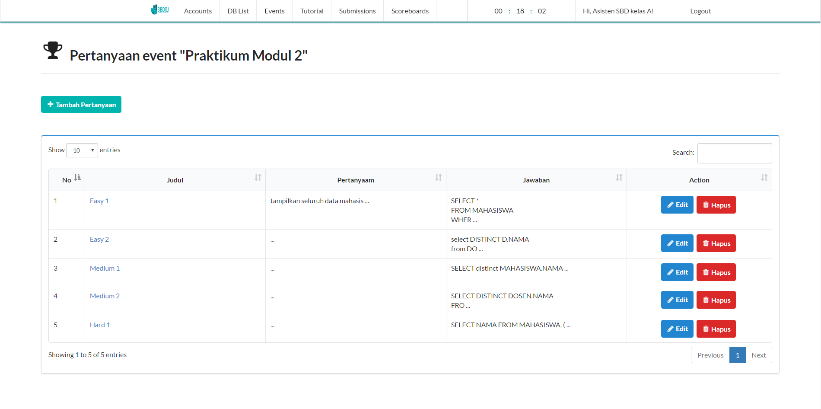 SBDKU Accounts DB List Events Tutorial Submissions Scoreboards 00 : 18 : 02 Hi, Asisten SBD kelas A! Logout
Pertanyaan event "Praktikum Modul 2"
Tambah Pertanyaan
Show 10 entries Search:
No Judul Pertanyaam Jawaban Action
1 Easy 1 tampilkan seluruh data mahasis ... SELECT *
FROM MAHASISWA
WHER ... Edit Hapus
2 Easy 2 ... select DISTINCT D.NAMA
from DO ... Edit Hapus
3 Medium 1 ... SELECT distinct MAHASISWA.NAMA ... Edit Hapus
4 Medium 2 ... SELECT DISTINCT DOSEN.NAMA
FRO ... Edit Hapus
5 Hard 1 ... SELECT NAMA FROM MAHASISWA, ( ... Edit Hapus
Showing 1 to 5 of 5 entries Previous 1 Next